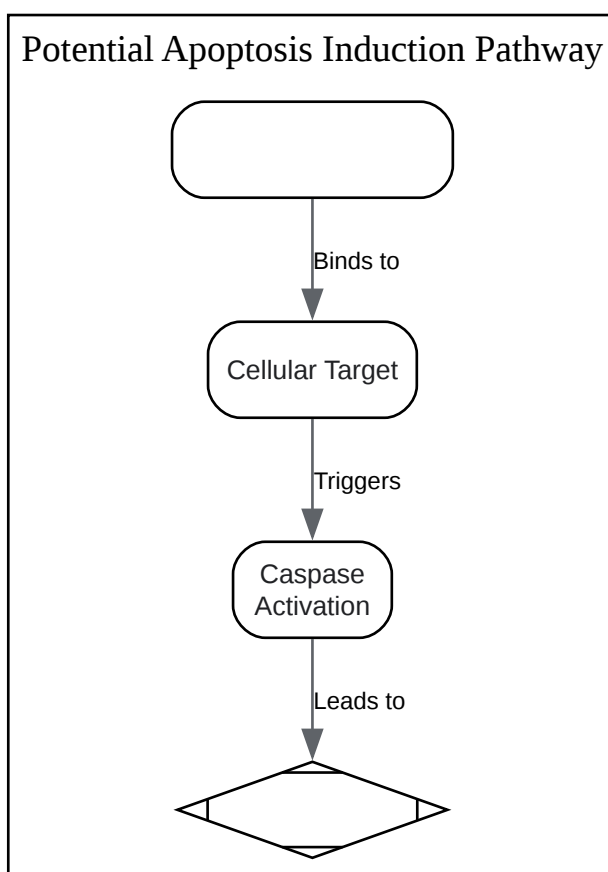 Potential Apoptosis Induction Pathway
Binds to
Cellular Target
Triggers
Caspase
Activation
Leads to